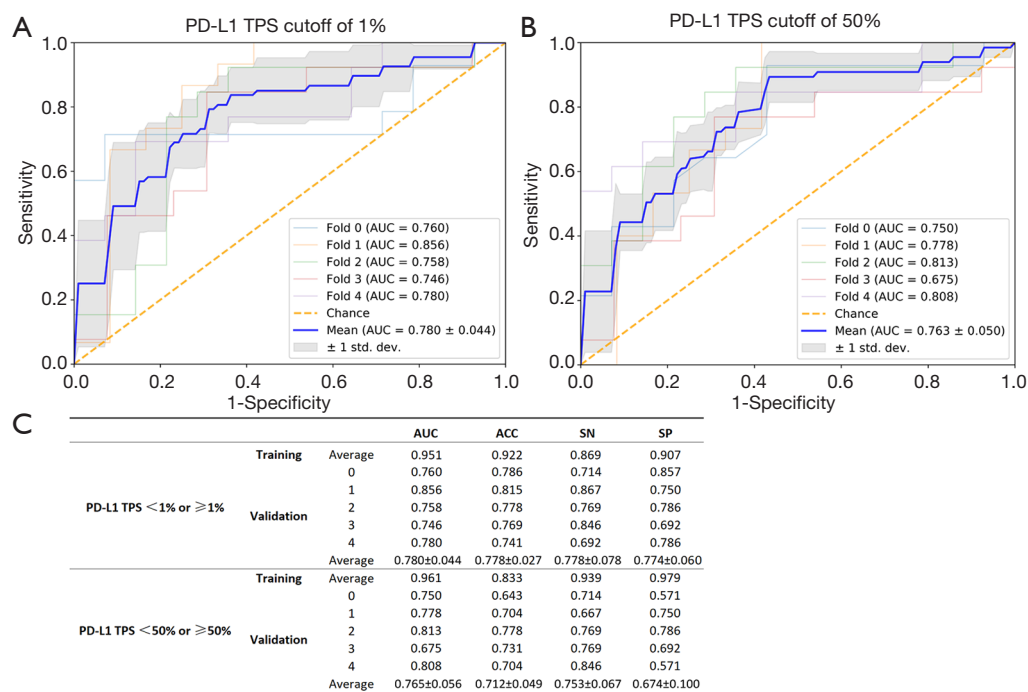 A
PD-L1 TPS cutoff of 1%
1.0
0.8
0.6
0.4
0.2
0.0
Sensitivity
0.0 0.2 0.4 0.6 0.8 1.0
1-Specificity
Fold 0 (AUC = 0.760)
Fold 1 (AUC = 0.856)
Fold 2 (AUC = 0.758)
Fold 3 (AUC = 0.746)
Fold 4 (AUC = 0.780)
Chance
Mean (AUC = 0.780 ± 0.044)
± 1 std. dev.
B
PD-L1 TPS cutoff of 50%
1.0
0.8
0.6
0.4
0.2
0.0
Sensitivity
0.0 0.2 0.4 0.6 0.8 1.0
1-Specificity
Fold 0 (AUC = 0.750)
Fold 1 (AUC = 0.778)
Fold 2 (AUC = 0.813)
Fold 3 (AUC = 0.675)
Fold 4 (AUC = 0.808)
Chance
Mean (AUC = 0.763 ± 0.050)
± 1 std. dev.
C
AUC ACC SN SP
Training Average 0.951 0.922 0.869 0.907
0 0.760 0.786 0.714 0.857
1 0.856 0.815 0.867 0.750
PD-L1 TPS <1% or ≥1% Validation 2 0.758 0.778 0.769 0.786
3 0.746 0.769 0.846 0.692
4 0.780 0.741 0.692 0.786
Average 0.780±0.044 0.778±0.027 0.778±0.078 0.774±0.060
Training Average 0.961 0.833 0.939 0.979
0 0.750 0.643 0.714 0.571
1 0.778 0.704 0.667 0.750
PD-L1 TPS <50% or ≥50% Validation 2 0.813 0.778 0.769 0.786
3 0.675 0.731 0.769 0.692
4 0.808 0.704 0.846 0.571
Average 0.765±0.056 0.712±0.049 0.753±0.067 0.674±0.100